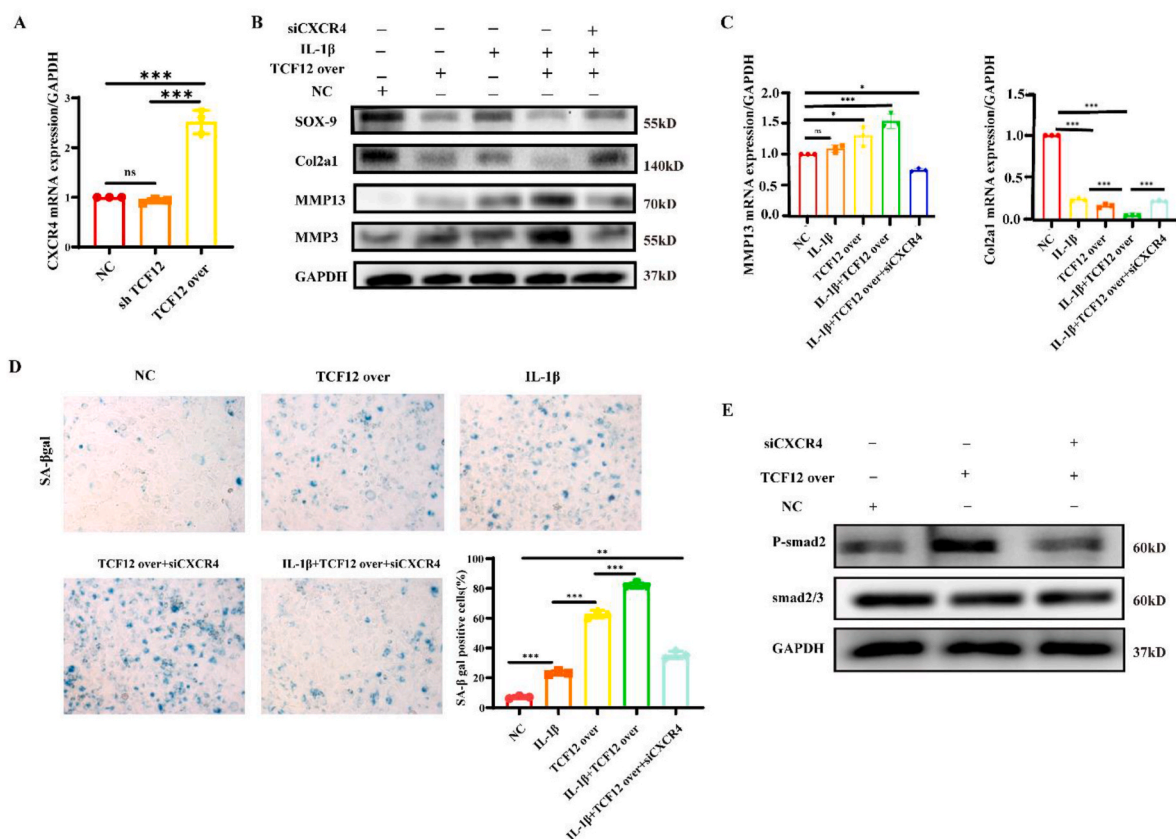 A
CXCR4 mRNA expression/GAPDH
3
2
1
0
***
***
ns
NC
sh TCF12
TCF12 over
B
siCXCR4 – – – – +
IL-1β – – + + +
TCF12 over – + – + +
NC + – – – –
SOX-9 55kD
Col2a1 140kD
MMP13 70kD
MMP3 55kD
GAPDH 37kD
C
MMP13 mRNA expression/GAPDH
2.0
1.5
1.0
0.5
0.0
*
***
*
ns
NC
IL-1β
TCF12 over
IL-1β+TCF12 over
IL-1β+TCF12 over+siCXCR4
Col2a1 mRNA expression/GAPDH
1.5
1.0
0.5
0.0
***
***
***
***
NC
IL-1β
TCF12 over
IL-1β+TCF12 over
IL-1β+TCF12 over+siCXCR4
D
NC TCF12 over IL-1β
SA-βgal
TCF12 over+siCXCR4 IL-1β+TCF12 over+siCXCR4
SA-β gal positive cells(%)
100
80
60
40
20
0
**
***
***
***
NC
IL-1β
TCF12 over
IL-1β+TCF12 over
IL-1β+TCF12 over+siCXCR4
E
siCXCR4 – – +
TCF12 over – + +
NC + – –
P-smad2 60kD
smad2/3 60kD
GAPDH 37kD